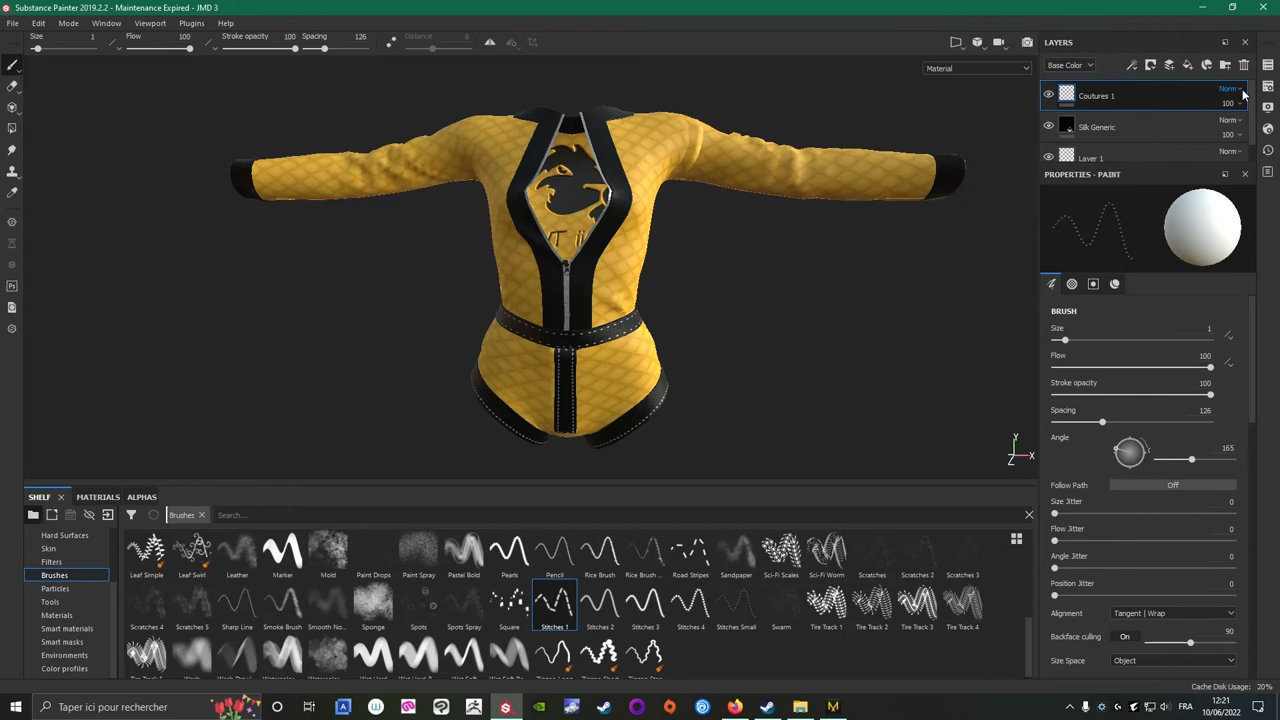 Substance Painter 2019.2.2 - Maintenance Expired - JMD 3
File Edit Mode Window Viewport Plugins Help
Size 1 Flow 100 Stroke opacity 100 Spacing 126 Distance 8
Material
LAYERS
Base Color
Coutures 1 Norm 100
Silk Generic Norm 100
Layer 1 Norm
PROPERTIES - PAINT
BRUSH
Size 1
Flow 100
Stroke opacity 100
Spacing 126
Angle 165
Follow Path Off
Size Jitter 0
Flow Jitter 0
Angle Jitter 0
Position Jitter 0
Alignment Tangent | Wrap
Backface culling On 90
Size Space Object
Y
Z X
SHELF MATERIALS ALPHAS
Brushes Search...
Hard Surfaces
Skin
Filters
Brushes
Particles
Tools
Materials
Smart materials
Smart masks
Environments
Color profiles
Leaf Simple Leaf Swirl Leather Marker Mold Paint Drops Paint Spray Pastel Bold Pearls Pencil Rice Brush Rice Brush ... Road Stripes Sandpaper Sci-Fi Scales Sci-Fi Worm Scratches Scratches 2 Scratches 3
Scratches 4 Scratches 5 Sharp Line Smoke Brush Smooth No... Sponge Spots Spots Spray Square Stitches 1 Stitches 2 Stitches 3 Stitches 4 Stitches Small Swarm Tire Track 1 Tire Track 2 Tire Track 3 Tire Track 4
Cache Disk Usage: 20%
Taper ici pour rechercher
FRA
12:21
10/06/2022